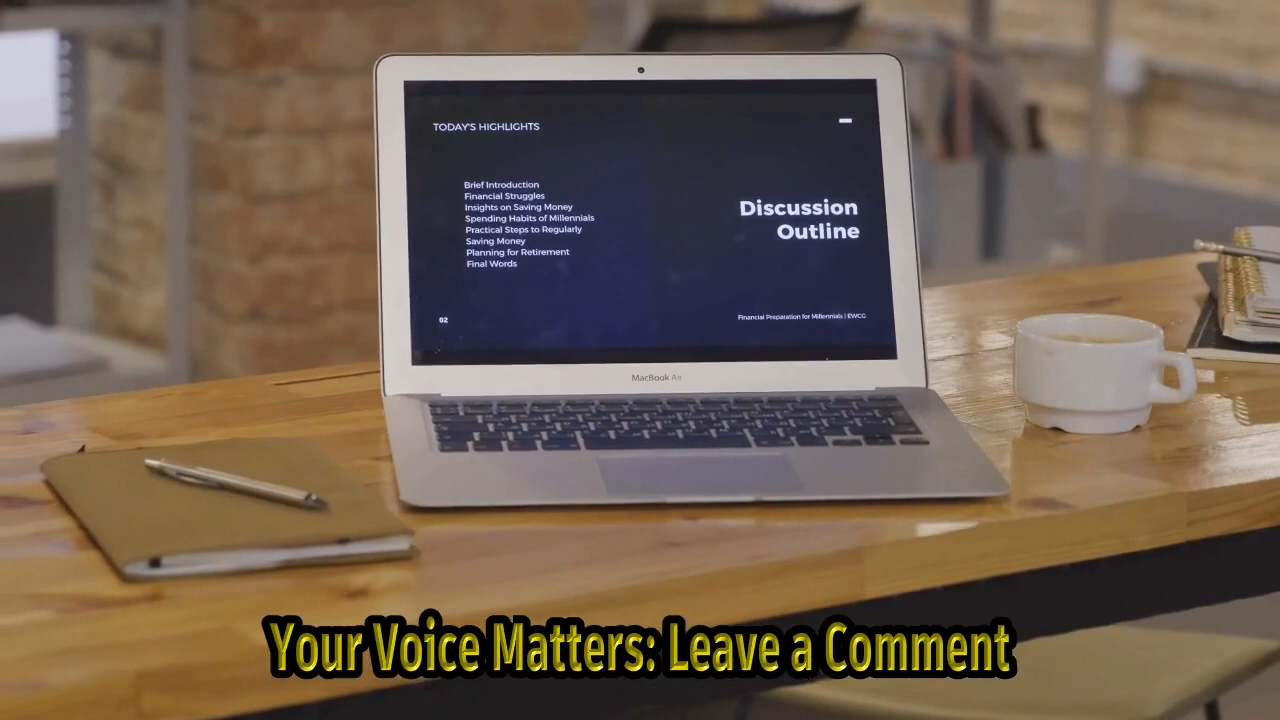 TODAY'S HIGHLIGHTS
Brief Introduction
Financial Struggles
Insights on Saving Money
Spending Habits of Millennials
Practical Steps to Regularly
Saving Money
Planning for Retirement
Final Words
Discussion
Outline
02
Financial Preparation for Millennials | EWCG
MacBook Air
Your Voice Matters: Leave a Comment